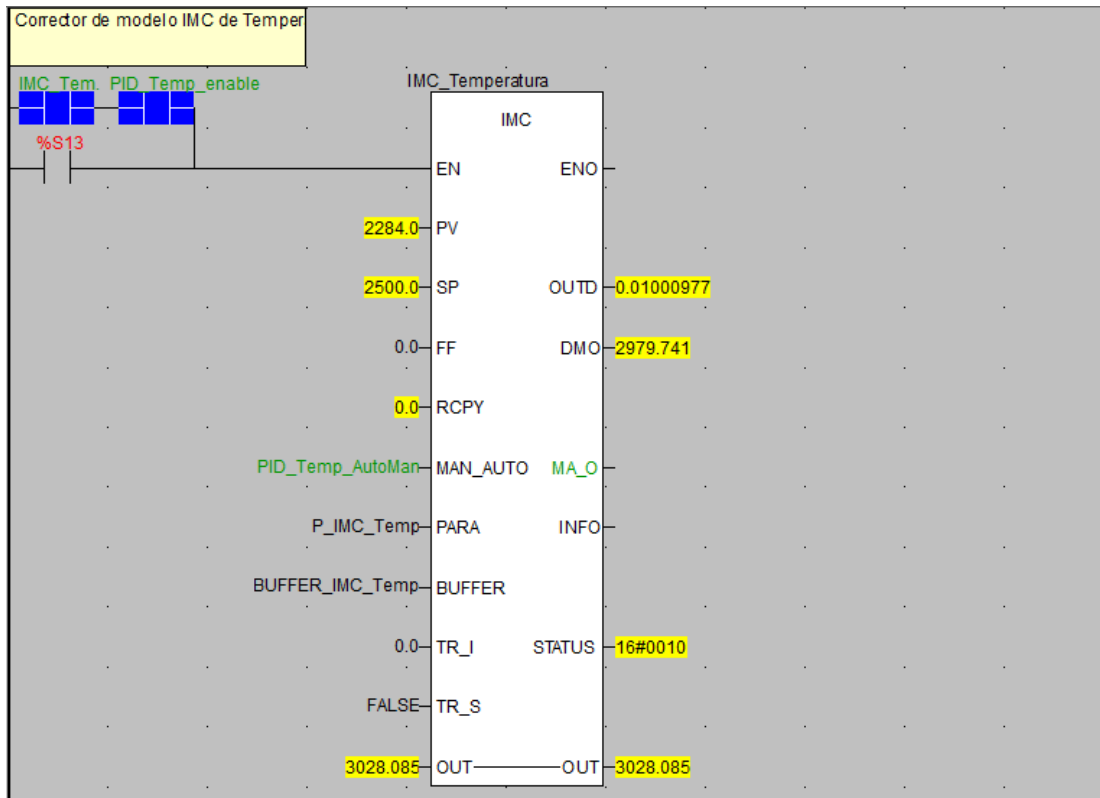 Corrector de modelo IMC de Temper
IMC_Tem. PID_Temp_enable IMC_Temperatura
IMC
%S13
EN ENO
2284.0 PV
2500.0 SP OUTD 0.01000977
0.0 FF DMO 2979.741
0.0 RCPY
PID_Temp_AutoMan MAN_AUTO MA_O
P_IMC_Temp PARA INFO
BUFFER_IMC_Temp BUFFER
0.0 TR_I STATUS 16#0010
FALSE TR_S
3028.085 OUT OUT 3028.085